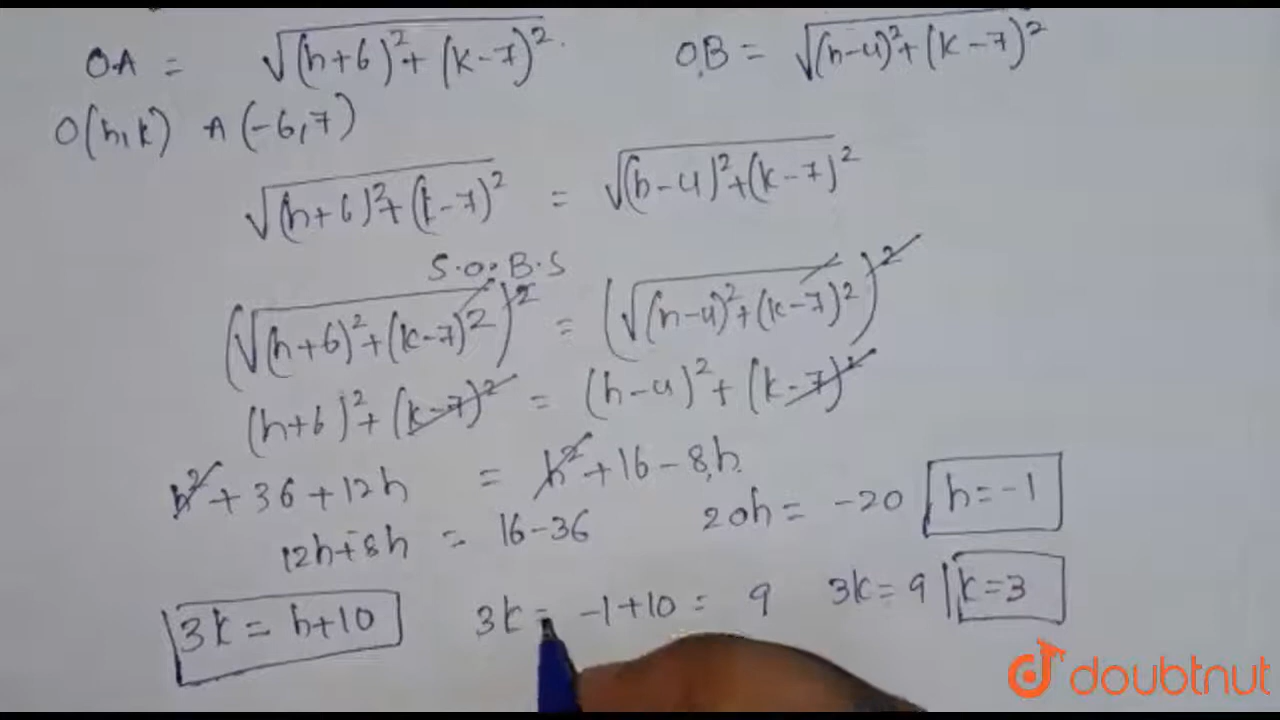 OA = √(h+6)²+(k-7)² OB = √(h-4)²+(k-7)²
O(h,k) A(-6,7)
√(h+6)²+(k-7)² = √(h-4)²+(k-7)²
S.O.B.S
(√(h+6)²+(k-7)²)² = (√(h-4)²+(k-7)²)²
(h+6)²+(k-7)² = (h-4)²+(k-7)²
h²+36+12h = h²+16-8h
12h+8h = 16-36 20h = -20 h=-1
3k = h+10 3k = -1+10 = 9 3k=9 k=3
doubtnut